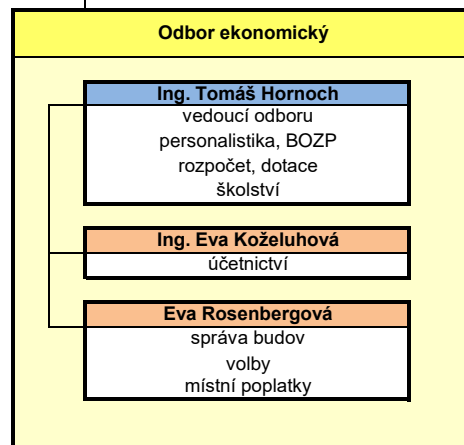 Odbor ekonomický
Ing. Tomáš Hornoch
vedoucí odboru
personalistika, BOZP
rozpočet, dotace
školství
Ing. Eva Koželuhová
účetnictví
Eva Rosenbergová
správa budov
volby
místní poplatky